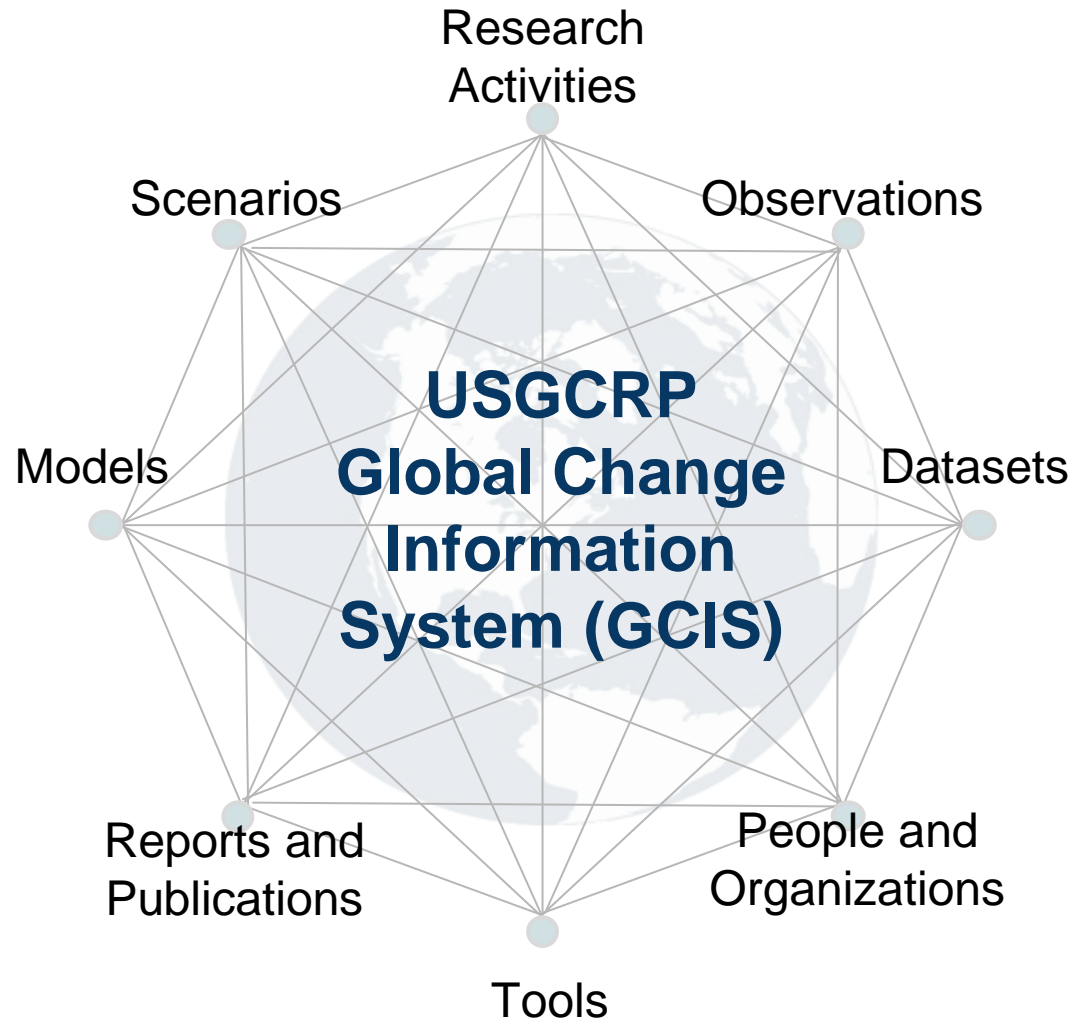 Research
Activities
Scenarios
Observations
USGCRP
Global Change
Information
System (GCIS)
Models
Datasets
Reports and
Publications
People and
Organizations
Tools